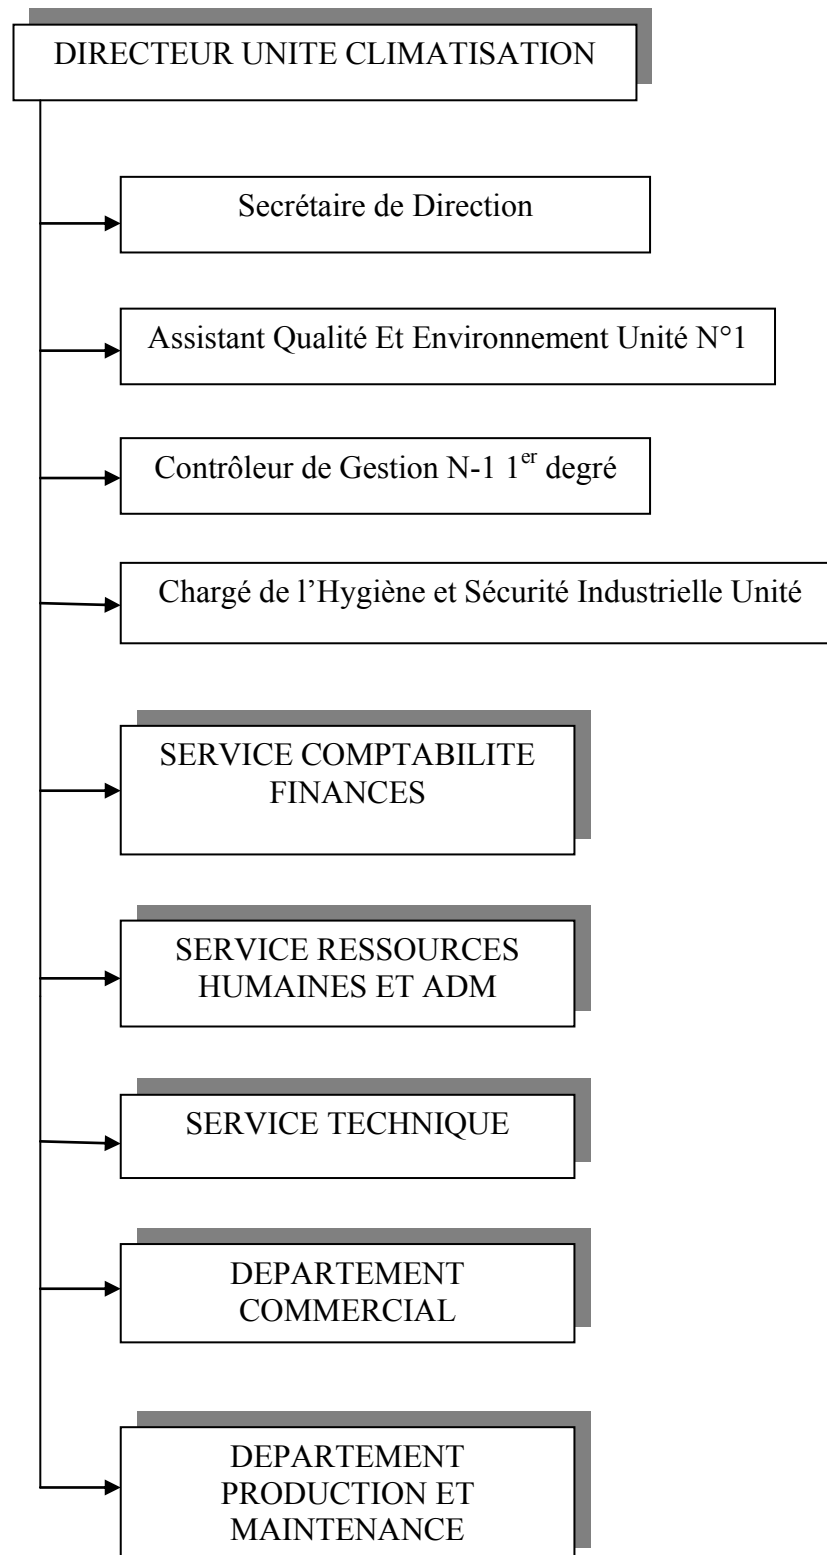 DIRECTEUR UNITE CLIMATISATION
Secrétaire de Direction
Assistant Qualité Et Environnement Unité N°1
Contrôleur de Gestion N-1 1er degré
Chargé de l’Hygiène et Sécurité Industrielle Unité
SERVICE COMPTABILITE
FINANCES
SERVICE RESSOURCES
HUMAINES ET ADM
SERVICE TECHNIQUE
DEPARTEMENT
COMMERCIAL
DEPARTEMENT
PRODUCTION ET
MAINTENANCE